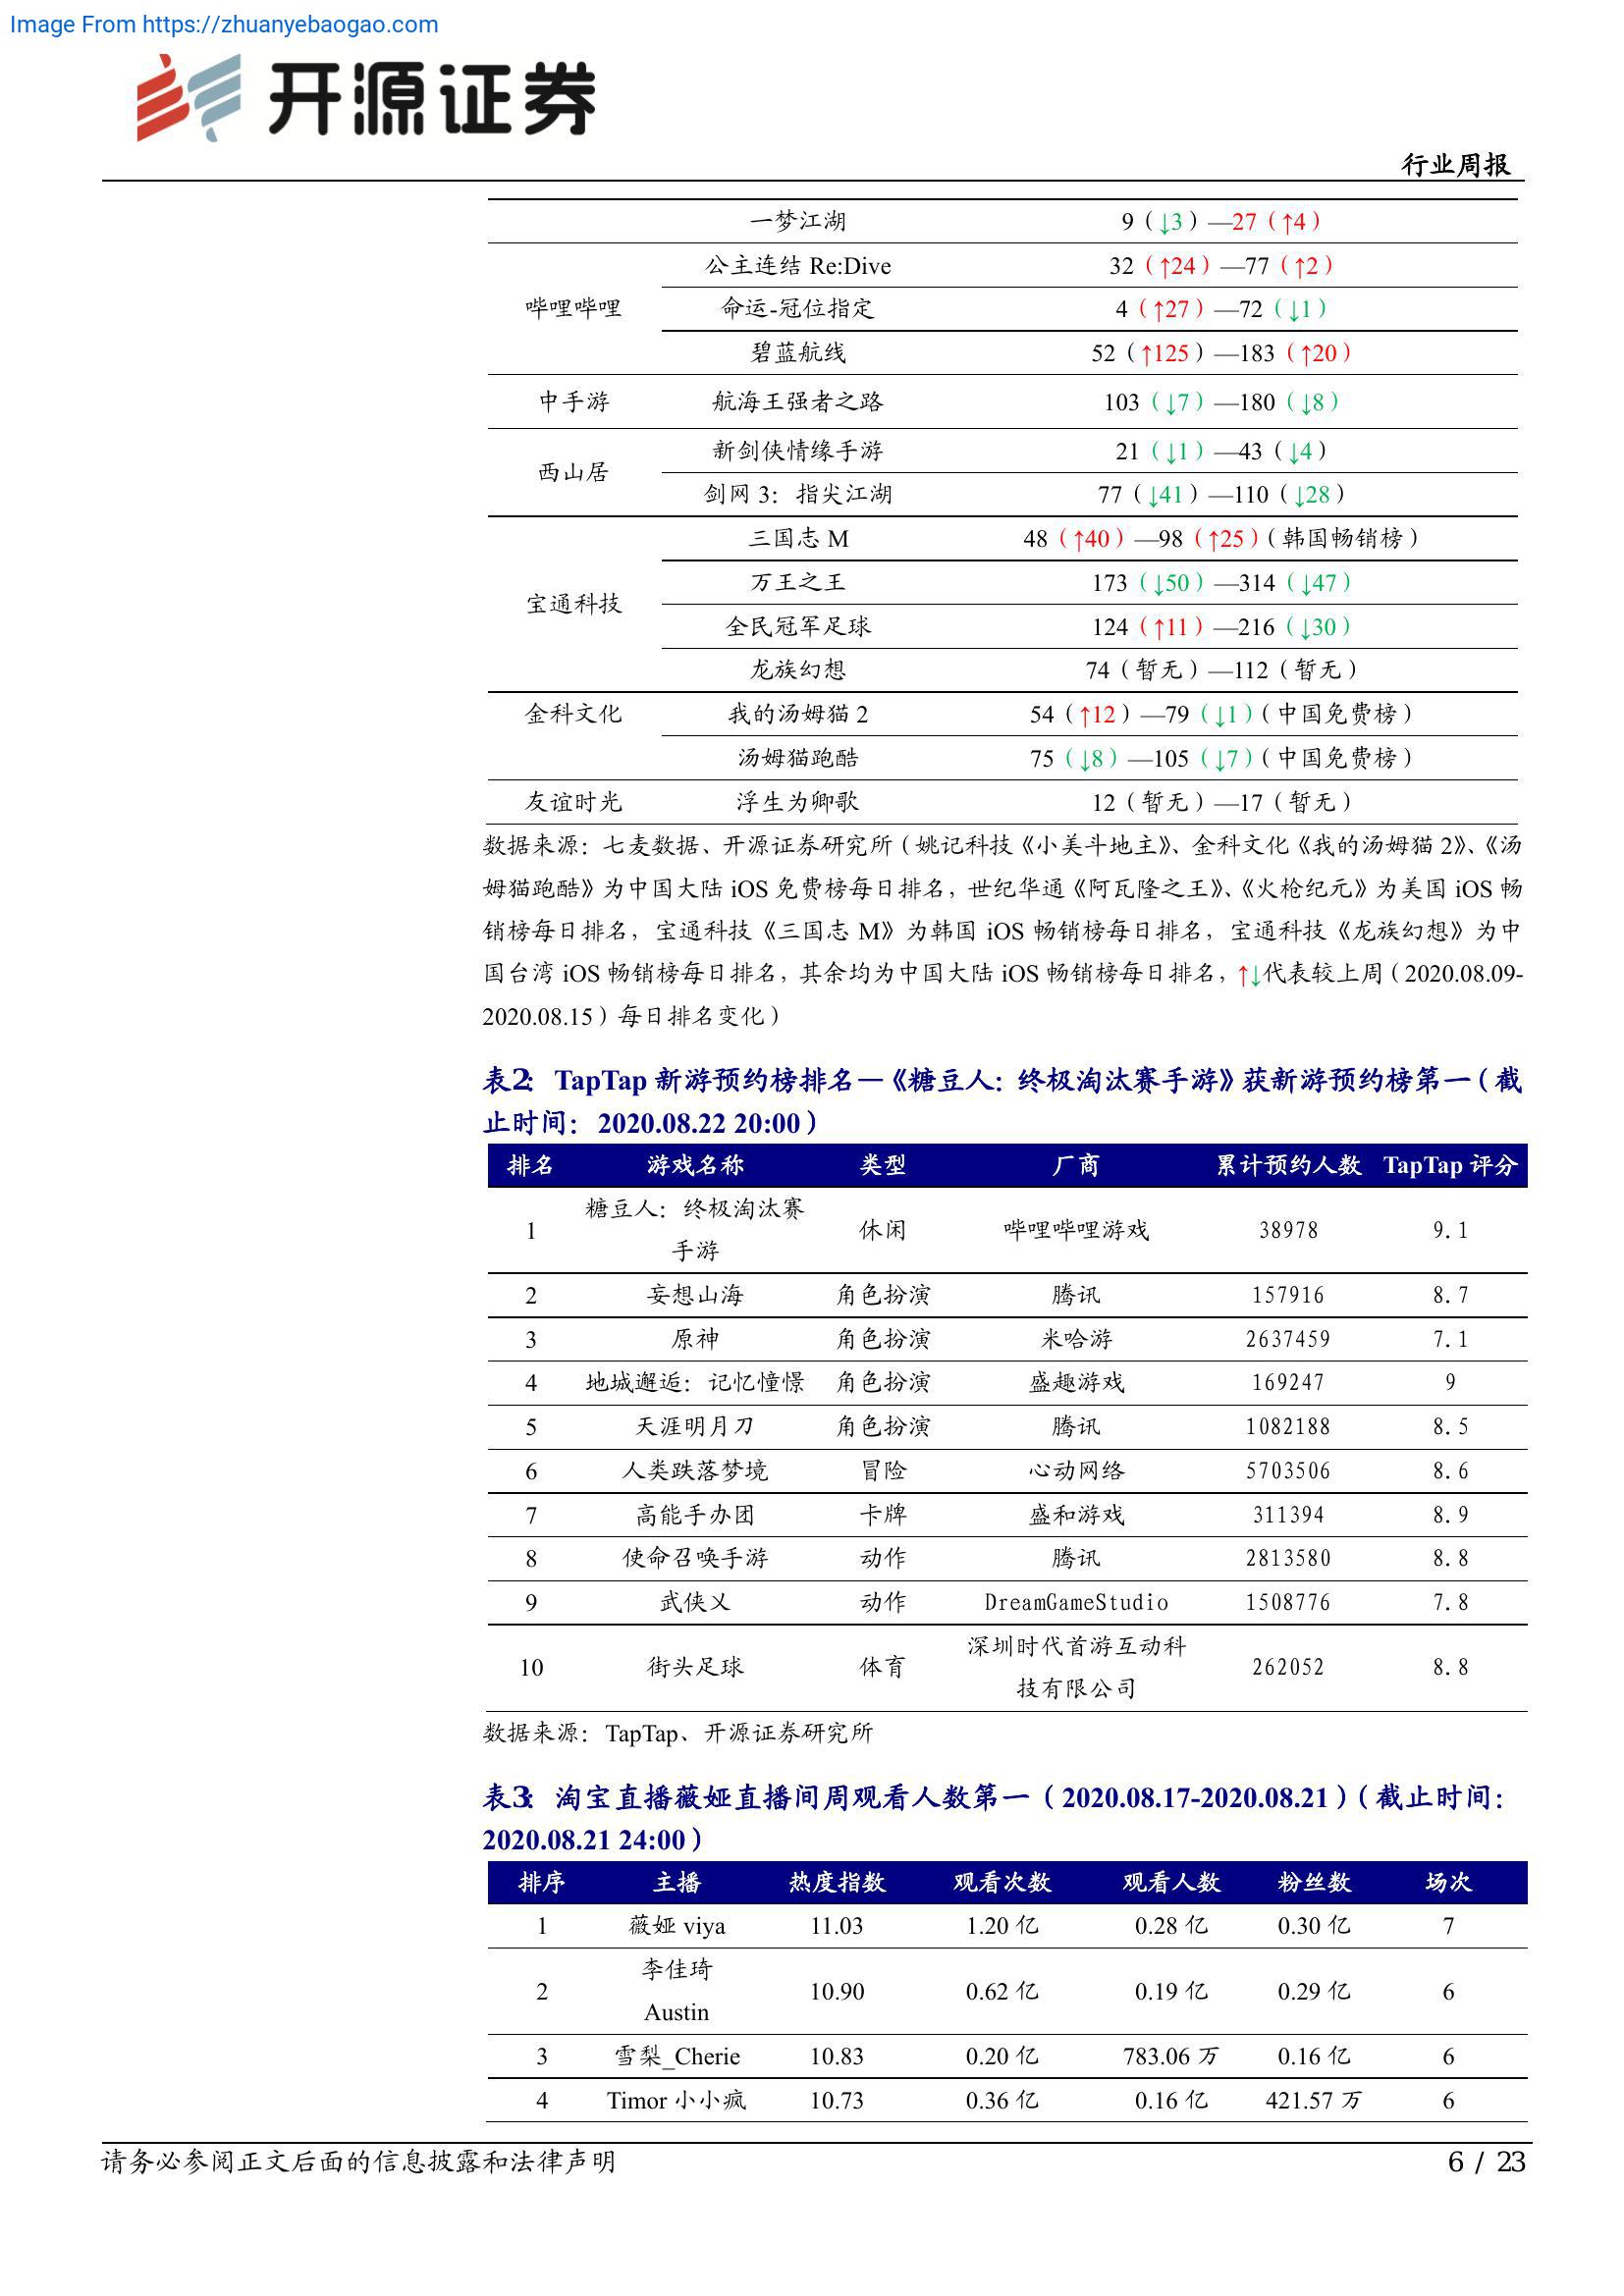 Image From https://zhuanyebaogao.com
开源证券
行业周报
一梦江湖 9（↓3）—27（↑4）
公主连结 Re:Dive 32（↑24）—77（↑2）
哔哩哔哩 命运-冠位指定 4（↑27）—72（↓1）
碧蓝航线 52（↑125）—183（↑20）
中手游 航海王强者之路 103（↓7）—180（↓8）
新剑侠情缘手游 21（↓1）—43（↓4）
西山居
剑网 3：指尖江湖 77（↓41）—110（↓28）
三国志 M 48（↑40）—98（↑25）（韩国畅销榜）
万王之王 173（↓50）—314（↓47）
宝通科技
全民冠军足球 124（↑11）—216（↓30）
龙族幻想 74（暂无）—112（暂无）
金科文化 我的汤姆猫 2 54（↑12）—79（↓1）（中国免费榜）
汤姆猫跑酷 75（↓8）—105（↓7）（中国免费榜）
友谊时光 浮生为卿歌 12（暂无）—17（暂无）
数据来源：七麦数据、开源证券研究所（姚记科技《小美斗地主》、金科文化《我的汤姆猫 2》、《汤
姆猫跑酷》为中国大陆 iOS 免费榜每日排名，世纪华通《阿瓦隆之王》、《火枪纪元》为美国 iOS 畅
销榜每日排名，宝通科技《三国志 M》为韩国 iOS 畅销榜每日排名，宝通科技《龙族幻想》为中
国台湾 iOS 畅销榜每日排名，其余均为中国大陆 iOS 畅销榜每日排名，↑↓代表较上周（2020.08.09-
2020.08.15）每日排名变化）
表2： TapTap 新游预约榜排名—《糖豆人：终极淘汰赛手游》获新游预约榜第一（截
止时间：2020.08.22 20:00）
排名 游戏名称 类型 厂商 累计预约人数 TapTap 评分
糖豆人：终极淘汰赛
1 休闲 哔哩哔哩游戏 38978 9.1
手游
2 妄想山海 角色扮演 腾讯 157916 8.7
3 原神 角色扮演 米哈游 2637459 7.1
4 地城邂逅：记忆憧憬 角色扮演 盛趣游戏 169247 9
5 天涯明月刀 角色扮演 腾讯 1082188 8.5
6 人类跌落梦境 冒险 心动网络 5703506 8.6
7 高能手办团 卡牌 盛和游戏 311394 8.9
8 使命召唤手游 动作 腾讯 2813580 8.8
9 武侠乂 动作 DreamGameStudio 1508776 7.8
深圳时代首游互动科
10 街头足球 体育 262052 8.8
技有限公司
数据来源：TapTap、开源证券研究所
表3： 淘宝直播薇娅直播间周观看人数第一（2020.08.17-2020.08.21）（截止时间：
2020.08.21 24:00）
排序 主播 热度指数 观看次数 观看人数 粉丝数 场次
1 薇娅 viya 11.03 1.20 亿 0.28 亿 0.30 亿 7
李佳琦
2 10.90 0.62 亿 0.19 亿 0.29 亿 6
Austin
3 雪梨_Cherie 10.83 0.20 亿 783.06 万 0.16 亿 6
4 Timor 小小疯 10.73 0.36 亿 0.16 亿 421.57 万 6
请务必参阅正文后面的信息披露和法律声明 6 / 23